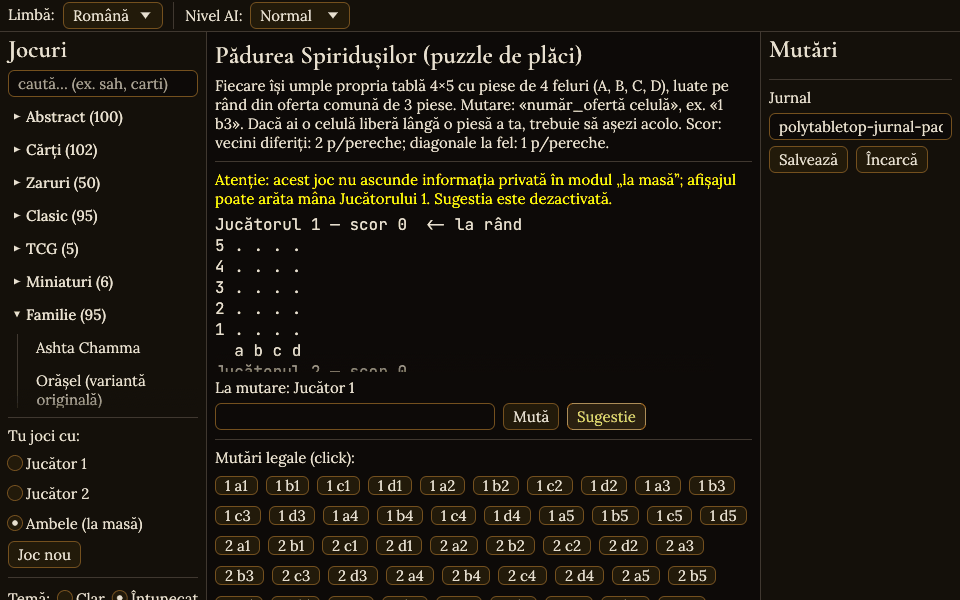 Limbă: Română ▼ Nivel AI: Normal ▼
Jocuri
caută... (ex. sah, carti)
▸ Abstract (100)
▸ Cărți (102)
▸ Zaruri (50)
▸ Clasic (95)
▸ TCG (5)
▸ Miniaturi (6)
▾ Familie (95)
Ashta Chamma
Orășel (variantă
originală)
Tu joci cu:
Jucător 1
Jucător 2
Ambele (la masă)
Joc nou
Temă: Clar Întunecat
Pădurea Spiridușilor (puzzle de plăci)
Fiecare își umple propria tablă 4×5 cu piese de 4 feluri (A, B, C, D), luate pe
rând din oferta comună de 3 piese. Mutare: «număr_ofertă celulă», ex. «1
b3». Dacă ai o celulă liberă lângă o piesă a ta, trebuie să așezi acolo. Scor:
vecini diferiți: 2 p/pereche; diagonale la fel: 1 p/pereche.
Atenție: acest joc nu ascunde informația privată în modul „la masă”; afișajul
poate arăta mâna Jucătorului 1. Sugestia este dezactivată.
Jucătorul 1 — scor 0 ← la rând
5 . . . .
4 . . . .
3 . . . .
2 . . . .
1 . . . .
a b c d
Jucătorul 2 — scor 0
La mutare: Jucător 1
Mută Sugestie
Mutări legale (click):
1 a1 1 b1 1 c1 1 d1 1 a2 1 b2 1 c2 1 d2 1 a3 1 b3
1 c3 1 d3 1 a4 1 b4 1 c4 1 d4 1 a5 1 b5 1 c5 1 d5
2 a1 2 b1 2 c1 2 d1 2 a2 2 b2 2 c2 2 d2 2 a3
2 b3 2 c3 2 d3 2 a4 2 b4 2 c4 2 d4 2 a5 2 b5
Mutări
Jurnal
polytabletop-jurnal-pad
Salvează Încarcă